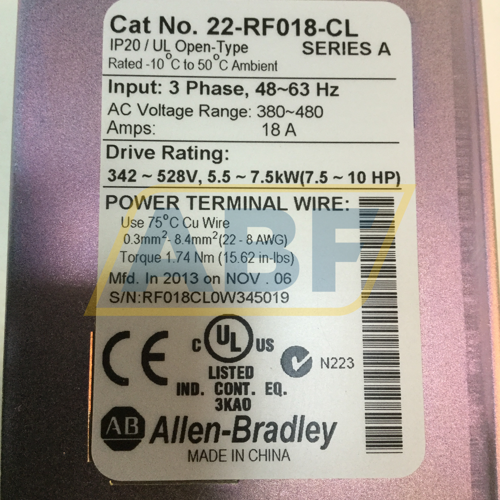 Cat No. 22-RF018-CL
IP20 / UL Open-Type SERIES A
Rated -10°C to 50°C Ambient
Input: 3 Phase, 48~63 Hz
AC Voltage Range: 380~480
Amps: 18 A
Drive Rating:
342 ~ 528V, 5.5 ~ 7.5kW(7.5 ~ 10 HP)
POWER TERMINAL WIRE:
Use 75°C Cu Wire
0.3mm²- 8.4mm²(22 - 8 AWG)
Torque 1.74 Nm (15.62 in-lbs)
Mfd. In 2013 on NOV . 06
S/N:RF018CL0W345019
ABF
CE
C UL US
LISTED
IND. CONT. EQ.
3KA0
N223
AB Allen-Bradley
MADE IN CHINA